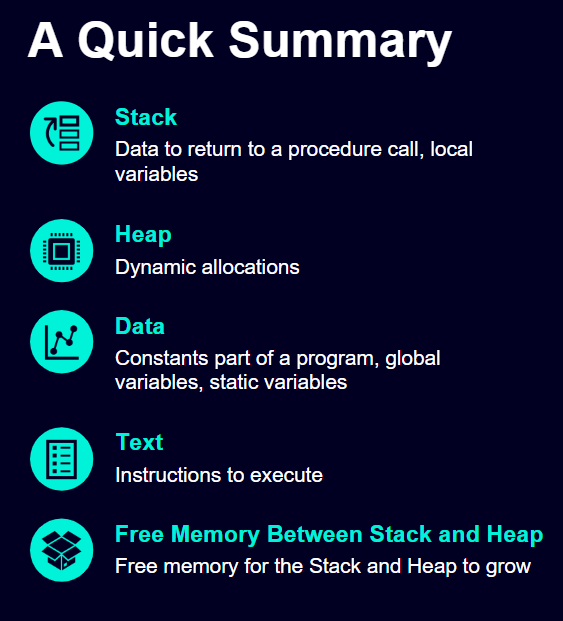 A Quick Summary
Stack
Data to return to a procedure call, local
variables
Heap
Dynamic allocations
Data
Constants part of a program, global
variables, static variables
Text
Instructions to execute
Free Memory Between Stack and Heap
Free memory for the Stack and Heap to grow